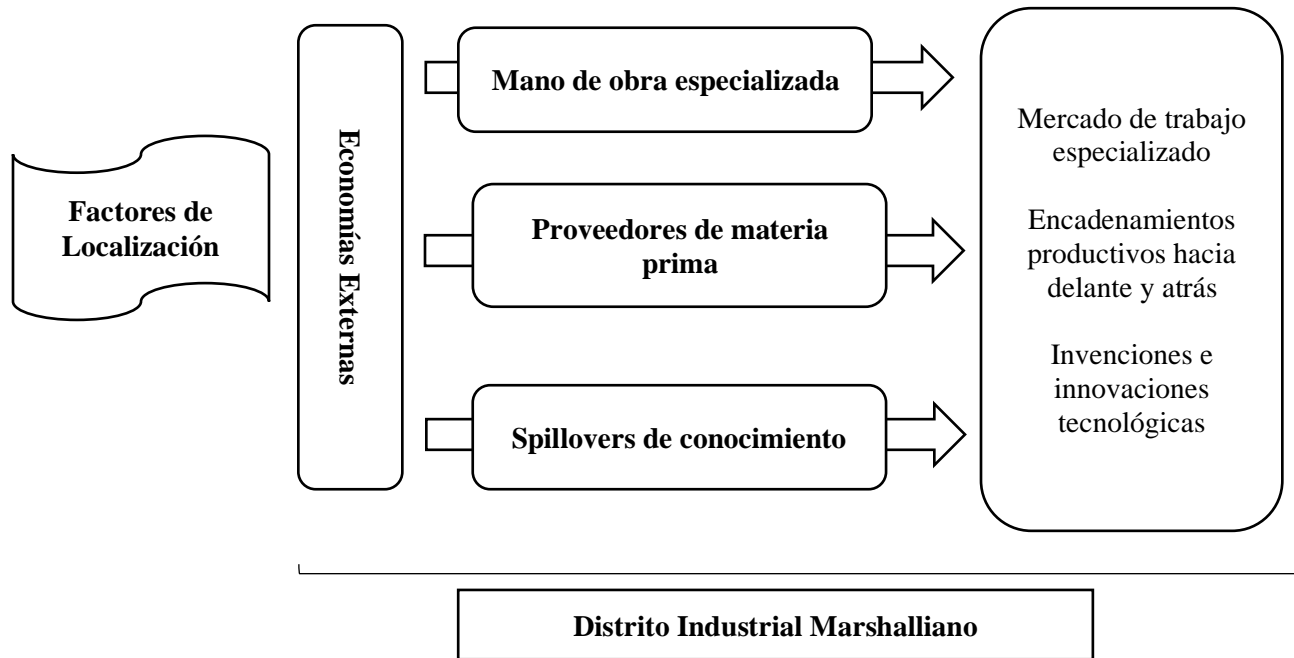 Factores de
Localización
Economías Externas
Mano de obra especializada
Proveedores de materia
prima
Spillovers de conocimiento
Mercado de trabajo
especializado
Encadenamientos
productivos hacia
delante y atrás
Invenciones e
innovaciones
tecnológicas
Distrito Industrial Marshalliano